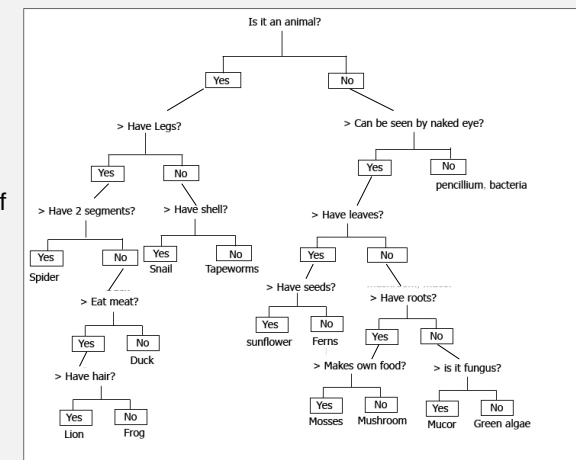 Is it an animal?
Yes No
> Have Legs? > Can be seen by naked eye?
Yes No Yes No
pencillium, bacteria
f
> Have 2 segments? > Have shell? > Have leaves?
Yes No Yes No Yes No
Spider Snail Tapeworms
> Eat meat? > Have seeds? > Have roots?
Yes No Yes No Yes No
Duck sunflower Ferns
> Have hair? > Makes own food? > is it fungus?
Yes No Yes No Yes No
Lion Frog Mosses Mushroom Mucor Green algae